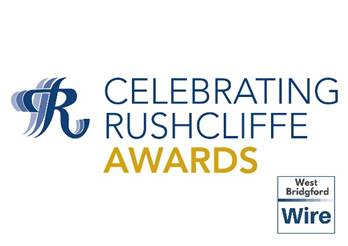 R
CELEBRATING
RUSHCLIFFE
AWARDS
West
Bridgford
Wire